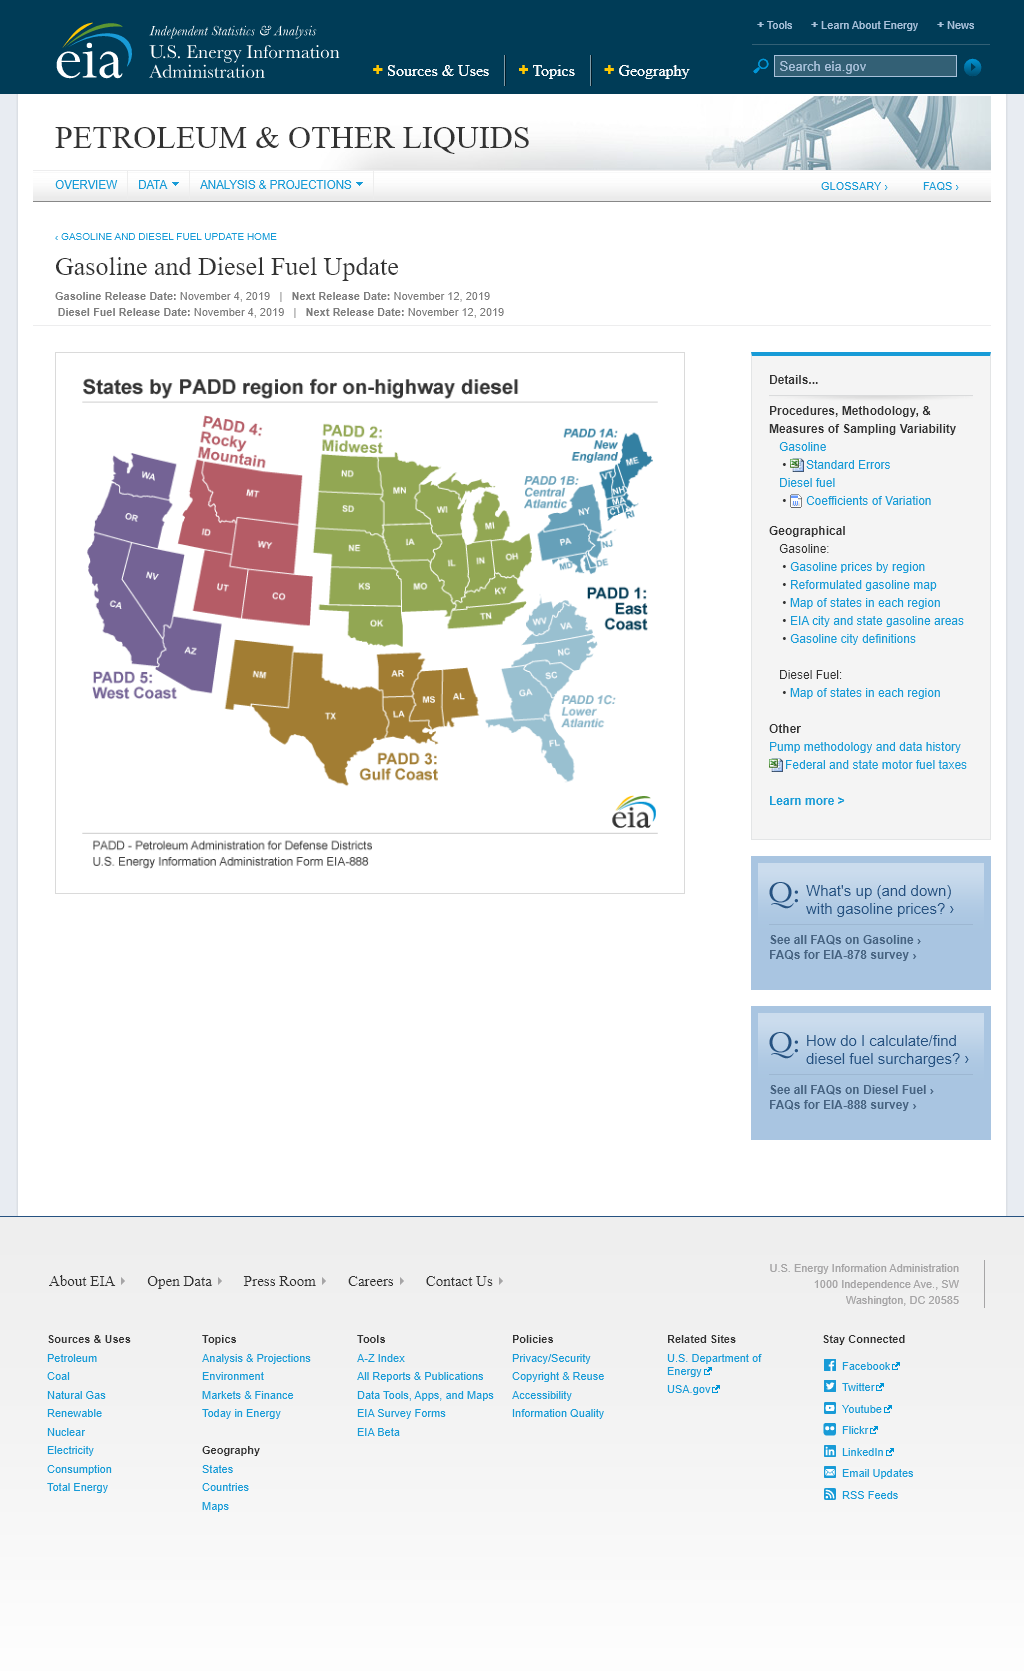 eia
Independent Statistics & Analysis
U.S. Energy Information
Administration
Sources & Uses
Topics
Geography
+ Tools
+ Learn About Energy
+ News
Search eia.gov
PETROLEUM & OTHER LIQUIDS
OVERVIEW
DATA
ANALYSIS & PROJECTIONS
GLOSSARY ›
FAQS ›
‹ GASOLINE AND DIESEL FUEL UPDATE HOME
Gasoline and Diesel Fuel Update
Gasoline Release Date: November 4, 2019 | Next Release Date: November 12, 2019
Diesel Fuel Release Date: November 4, 2019 | Next Release Date: November 12, 2019
States by PADD region for on-highway diesel
PADD 4:
Rocky
Mountain
PADD 2:
Midwest
PADD 1A:
New
England
PADD 1B:
Central
Atlantic
WA
OR
NV
CA
AZ
MT
ID
WY
UT
CO
ND
SD
NE
KS
OK
MN
IA
MO
WI
IL
MI
IN
OH
KY
TN
ME
VT
NH
MA
CT
RI
NY
PA
NJ
MD
DE
PADD 1:
East
Coast
WV
VA
NC
SC
GA
FL
PADD 1C:
Lower
Atlantic
PADD 5:
West Coast
NM
TX
AR
LA
MS
AL
PADD 3:
Gulf Coast
eia
PADD - Petroleum Administration for Defense Districts
U.S. Energy Information Administration Form EIA-888
Details...
Procedures, Methodology, &
Measures of Sampling Variability
Gasoline
• Standard Errors
Diesel fuel
• Coefficients of Variation
Geographical
Gasoline:
• Gasoline prices by region
• Reformulated gasoline map
• Map of states in each region
• EIA city and state gasoline areas
• Gasoline city definitions
Diesel Fuel:
• Map of states in each region
Other
Pump methodology and data history
Federal and state motor fuel taxes
Learn more >
Q: What's up (and down)
with gasoline prices? ›
See all FAQs on Gasoline ›
FAQs for EIA-878 survey ›
Q: How do I calculate/find
diesel fuel surcharges? ›
See all FAQs on Diesel Fuel ›
FAQs for EIA-888 survey ›
About EIA
Open Data
Press Room
Careers
Contact Us
U.S. Energy Information Administration
1000 Independence Ave., SW
Washington, DC 20585
Sources & Uses
Petroleum
Coal
Natural Gas
Renewable
Nuclear
Electricity
Consumption
Total Energy
Topics
Analysis & Projections
Environment
Markets & Finance
Today in Energy
Geography
States
Countries
Maps
Tools
A-Z Index
All Reports & Publications
Data Tools, Apps, and Maps
EIA Survey Forms
EIA Beta
Policies
Privacy/Security
Copyright & Reuse
Accessibility
Information Quality
Related Sites
U.S. Department of
Energy
USA.gov
Stay Connected
Facebook
Twitter
Youtube
Flickr
LinkedIn
Email Updates
RSS Feeds